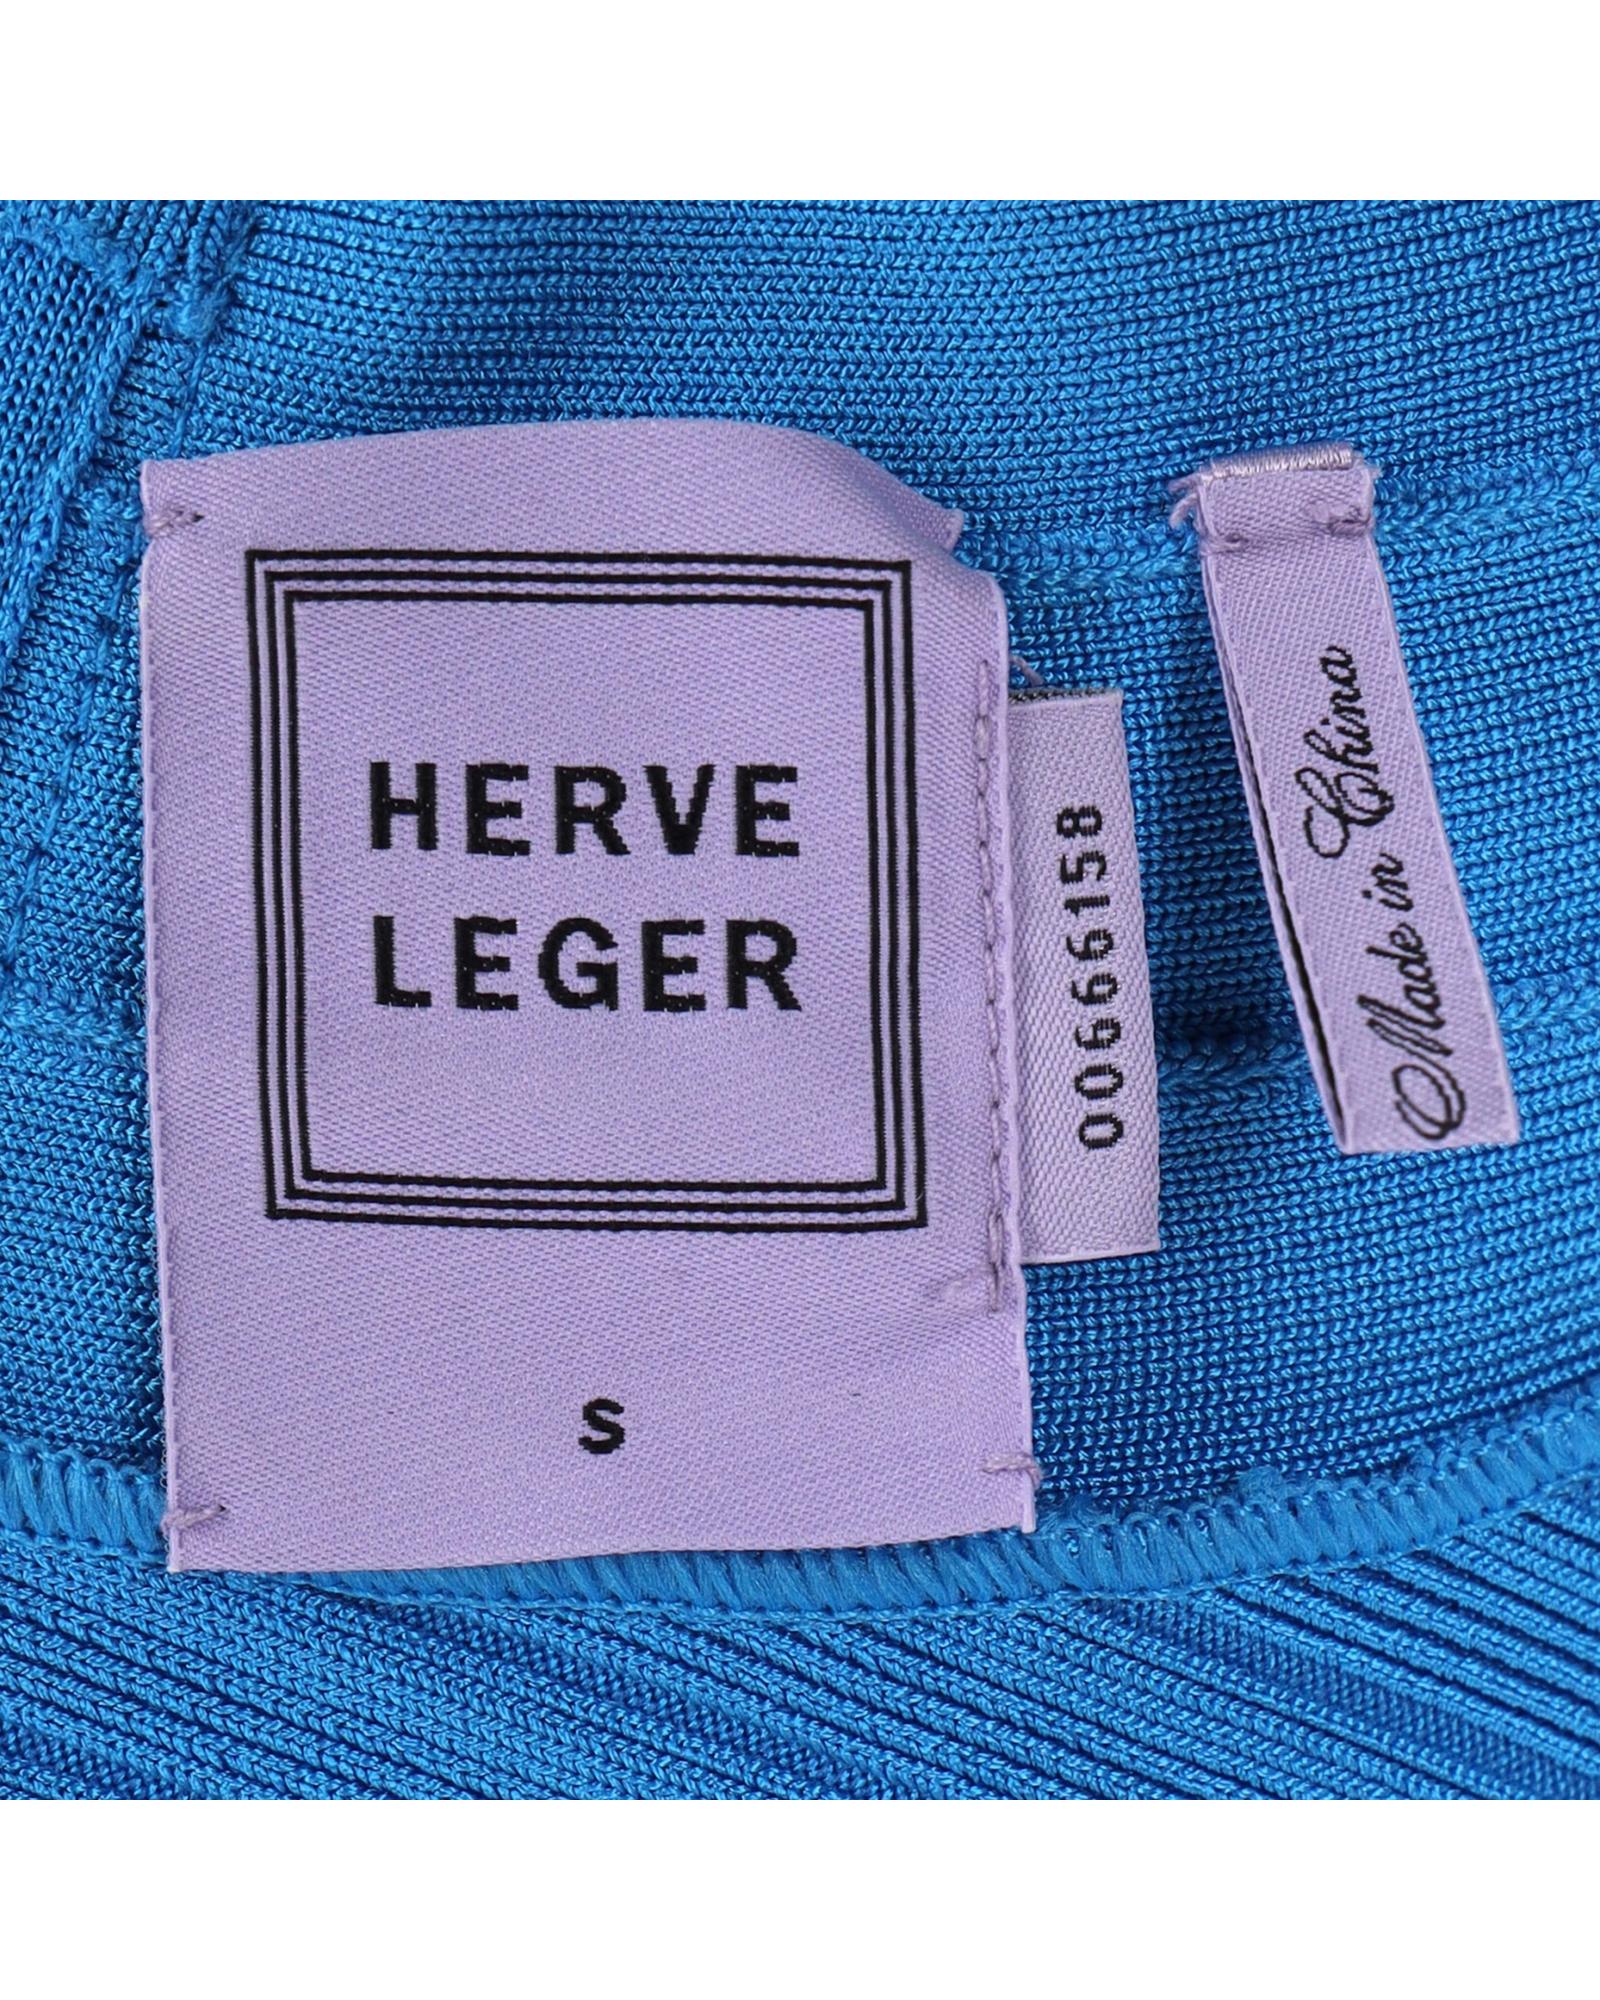 HERVE
LEGER
S
00666158
Made in China